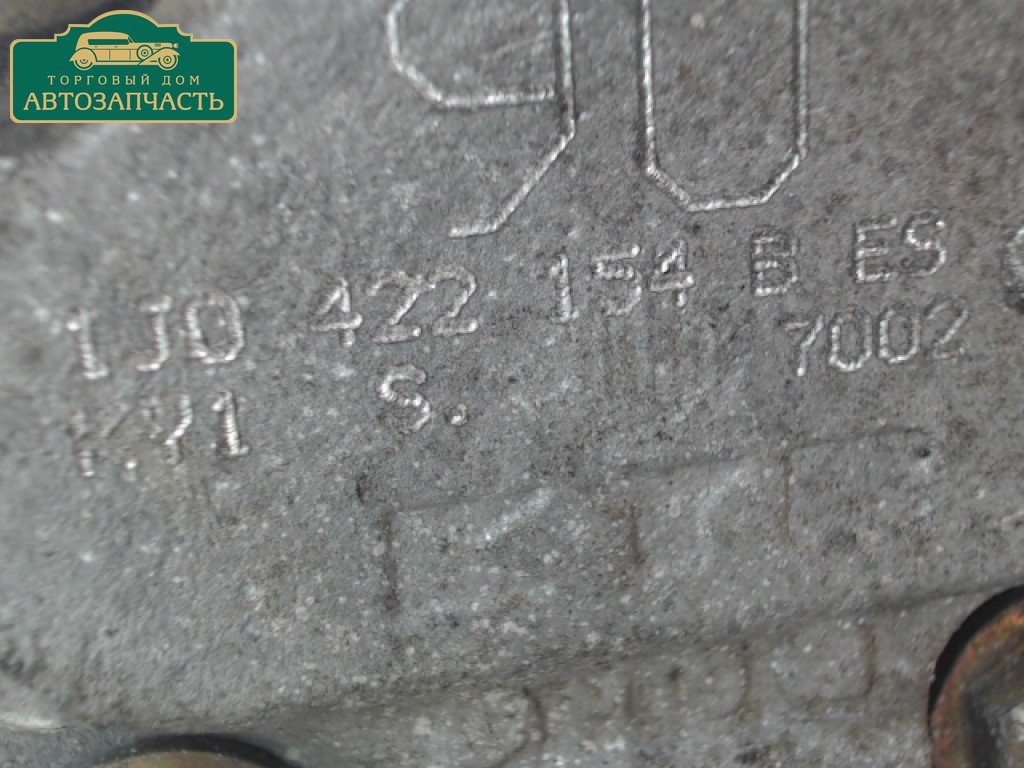 ТОРГОВЫЙ ДОМ
АВТОЗАПЧАСТЬ
90
1J0 422 154 B ES
7002
S.